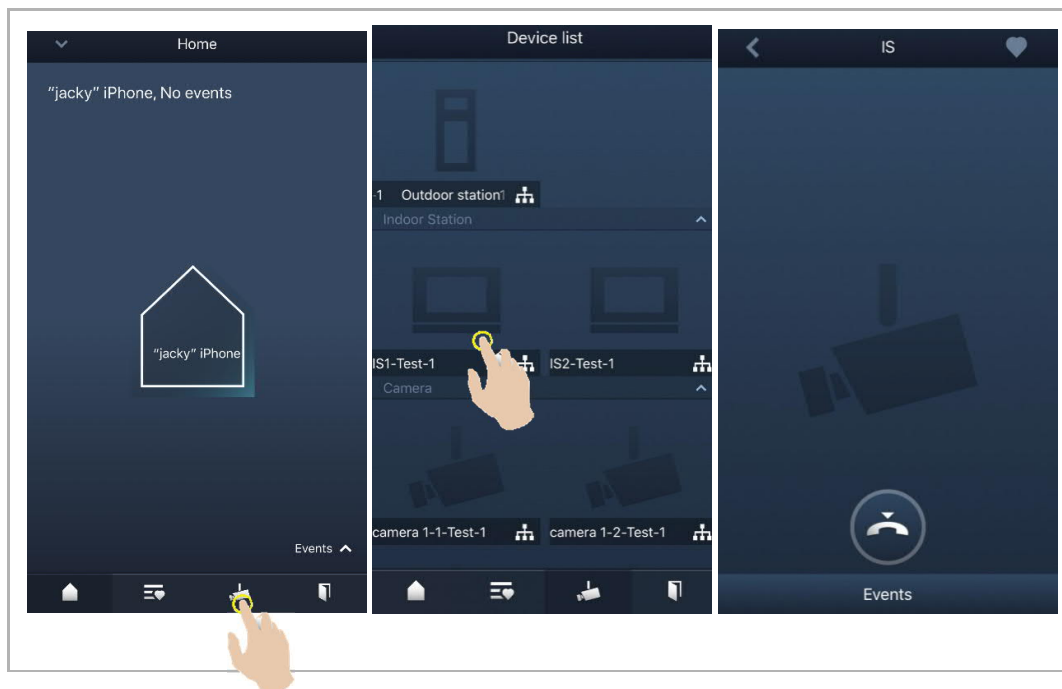 Home
"jacky" iPhone, No events
"jacky" iPhone
Events
Device list
-1 Outdoor station1
Indoor Station
IS1-Test-1
IS2-Test-1
Camera
camera 1-1-Test-1
camera 1-2-Test-1
IS
Events